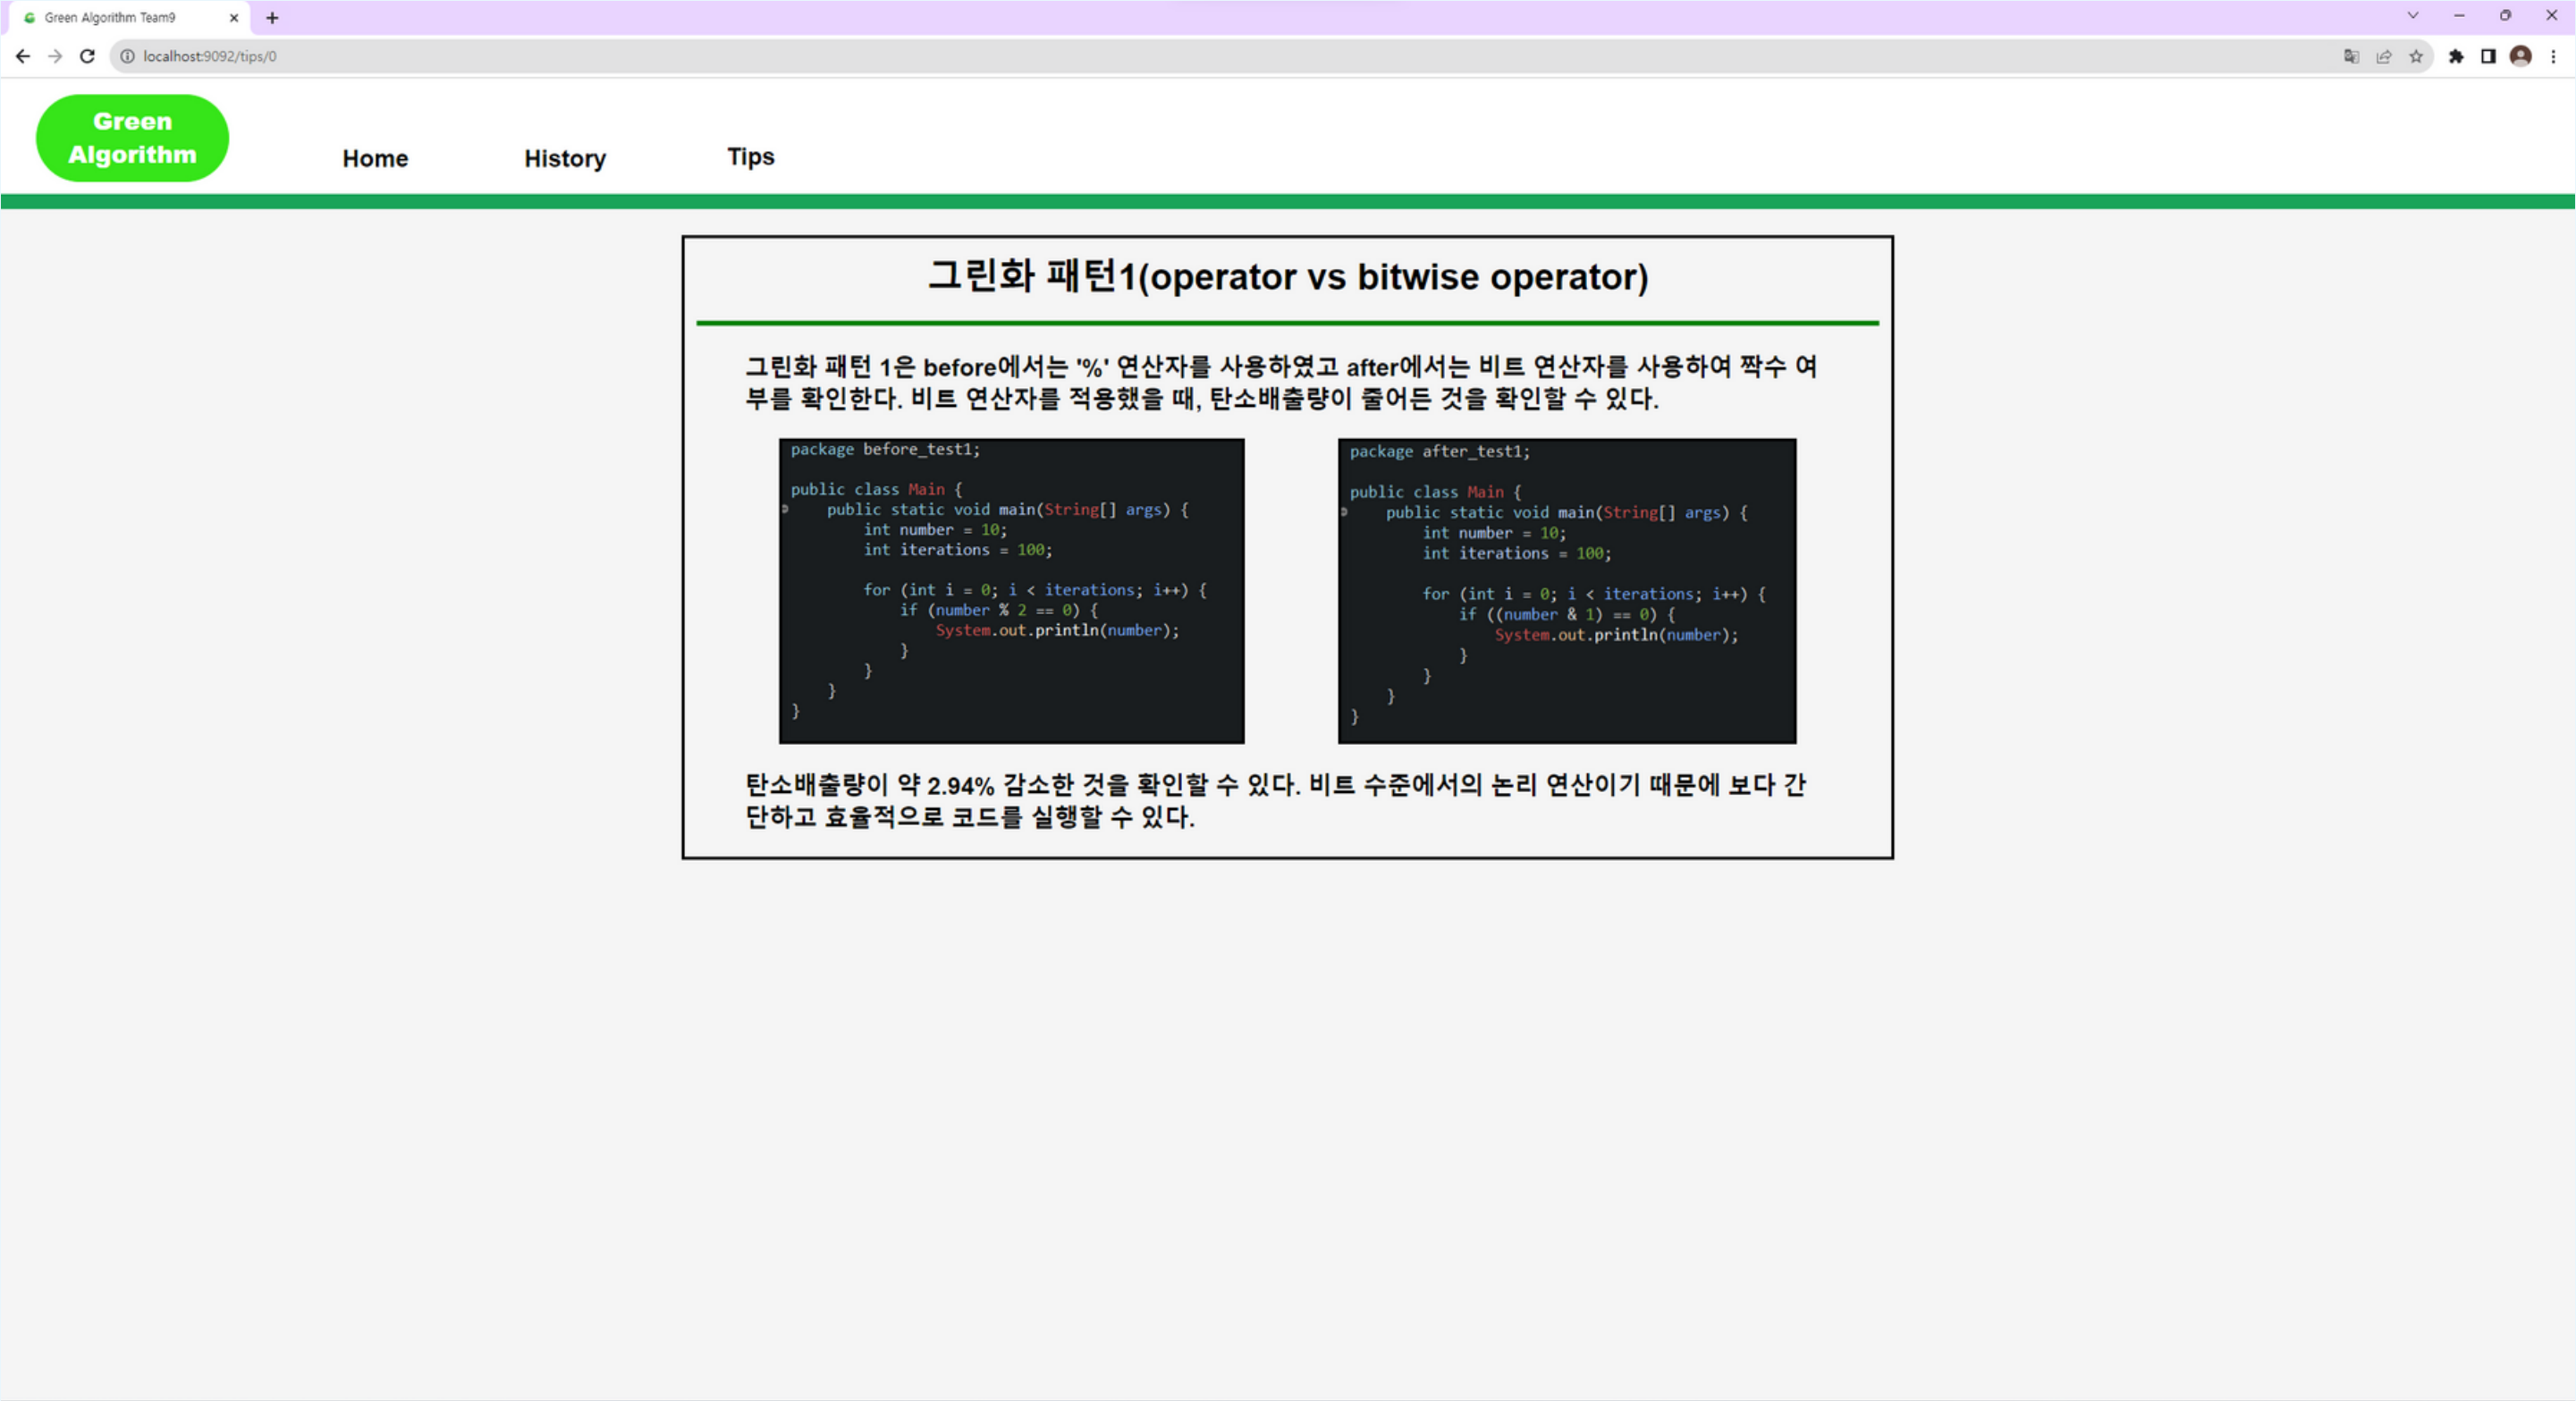 Green Algorithm Team9
localhost:9092/tips/0
Green
Algorithm
Home
History
Tips
그린화 패턴1(operator vs bitwise operator)
그린화 패턴 1은 before에서는 '%' 연산자를 사용하였고 after에서는 비트 연산자를 사용하여 짝수 여
부를 확인한다. 비트 연산자를 적용했을 때, 탄소배출량이 줄어든 것을 확인할 수 있다.
package before_test1;
public class Main {
public static void main(String[] args) {
int number = 10;
int iterations = 100;
for (int i = 0; i < iterations; i++) {
if (number % 2 == 0) {
System.out.println(number);
}
}
}
}
package after_test1;
public class Main {
public static void main(String[] args) {
int number = 10;
int iterations = 100;
for (int i = 0; i < iterations; i++) {
if ((number & 1) == 0) {
System.out.println(number);
}
}
}
}
탄소배출량이 약 2.94% 감소한 것을 확인할 수 있다. 비트 수준에서의 논리 연산이기 때문에 보다 간
단하고 효율적으로 코드를 실행할 수 있다.